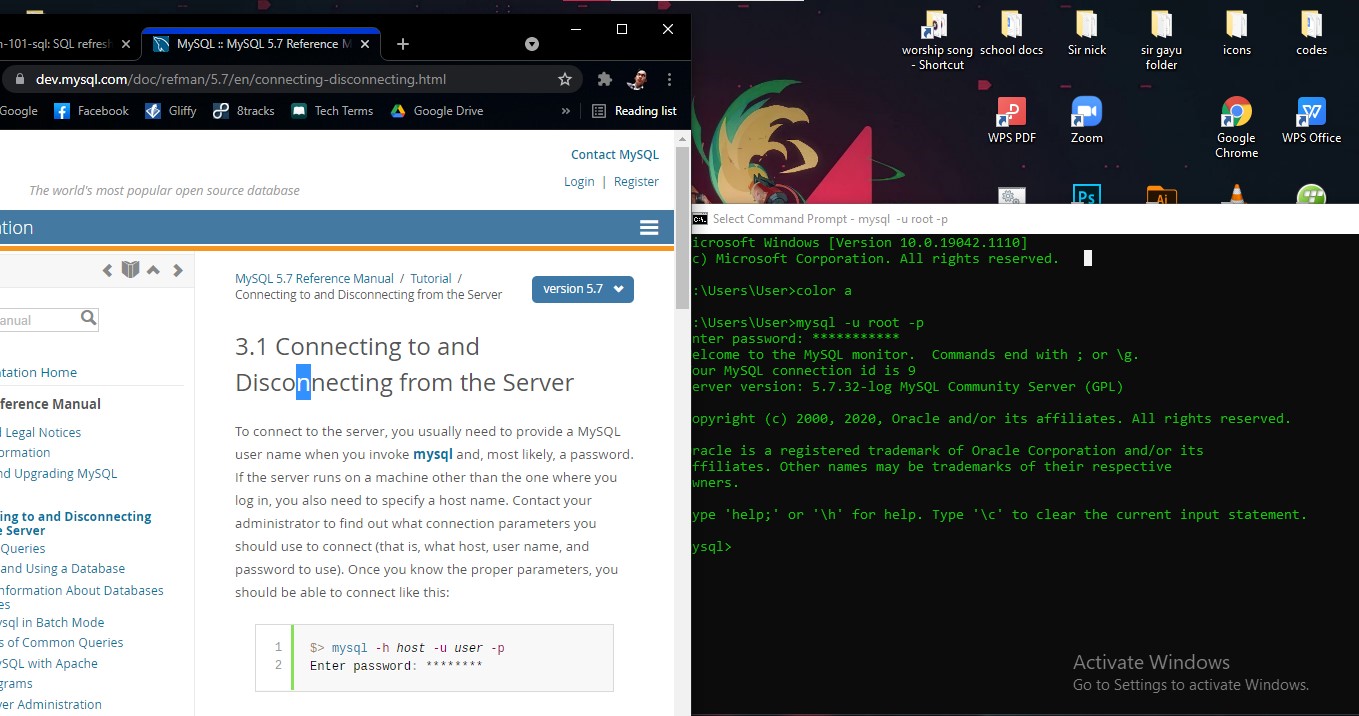 n-101-sql: SQL refresh
MySQL :: MySQL 5.7 Reference M
dev.mysql.com/doc/refman/5.7/en/connecting-disconnecting.html
Google Facebook Gliffy 8tracks Tech Terms Google Drive » Reading list
Contact MySQL
The world's most popular open source database
Login | Register
tion
MySQL 5.7 Reference Manual / Tutorial /
Connecting to and Disconnecting from the Server
version 5.7
anual
3.1 Connecting to and
Disconnecting from the Server
tation Home
ference Manual
l Legal Notices
ormation
nd Upgrading MySQL
ing to and Disconnecting
e Server
Queries
and Using a Database
nformation About Databases
es
ysql in Batch Mode
s of Common Queries
ySQL with Apache
grams
ver Administration
To connect to the server, you usually need to provide a MySQL
user name when you invoke mysql and, most likely, a password.
If the server runs on a machine other than the one where you
log in, you also need to specify a host name. Contact your
administrator to find out what connection parameters you
should use to connect (that is, what host, user name, and
password to use). Once you know the proper parameters, you
should be able to connect like this:
1 $> mysql -h host -u user -p
2 Enter password: ********
worship song
- Shortcut
school docs
Sir nick
sir gayu
folder
icons
codes
WPS PDF
Zoom
Google
Chrome
WPS Office
Ps
Ai
C:\.
Select Command Prompt - mysql -u root -p
icrosoft Windows [Version 10.0.19042.1110]
c) Microsoft Corporation. All rights reserved.
:\Users\User>color a
:\Users\User>mysql -u root -p
nter password: ***********
elcome to the MySQL monitor.  Commands end with ; or \g.
our MySQL connection id is 9
erver version: 5.7.32-log MySQL Community Server (GPL)
opyright (c) 2000, 2020, Oracle and/or its affiliates. All rights reserved.
racle is a registered trademark of Oracle Corporation and/or its
ffiliates. Other names may be trademarks of their respective
wners.
ype 'help;' or '\h' for help. Type '\c' to clear the current input statement.
ysql>
Activate Windows
Go to Settings to activate Windows.